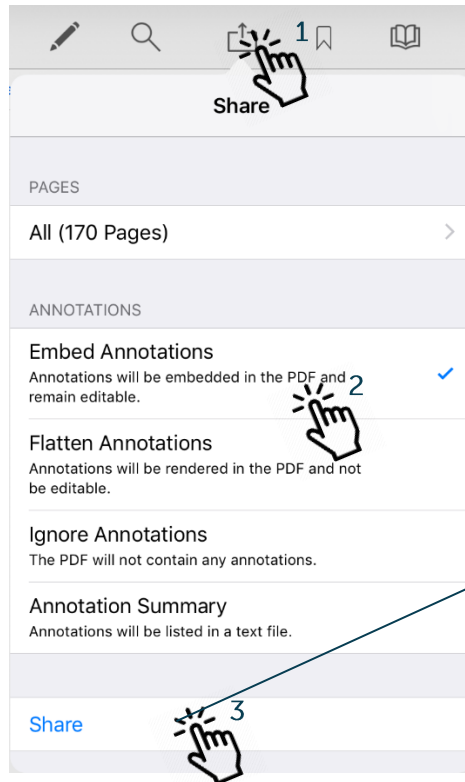 1
Share
PAGES
All (170 Pages)
ANNOTATIONS
Embed Annotations
Annotations will be embedded in the PDF and
remain editable.
2
Flatten Annotations
Annotations will be rendered in the PDF and not
be editable.
Ignore Annotations
The PDF will not contain any annotations.
Annotation Summary
Annotations will be listed in a text file.
Share
3